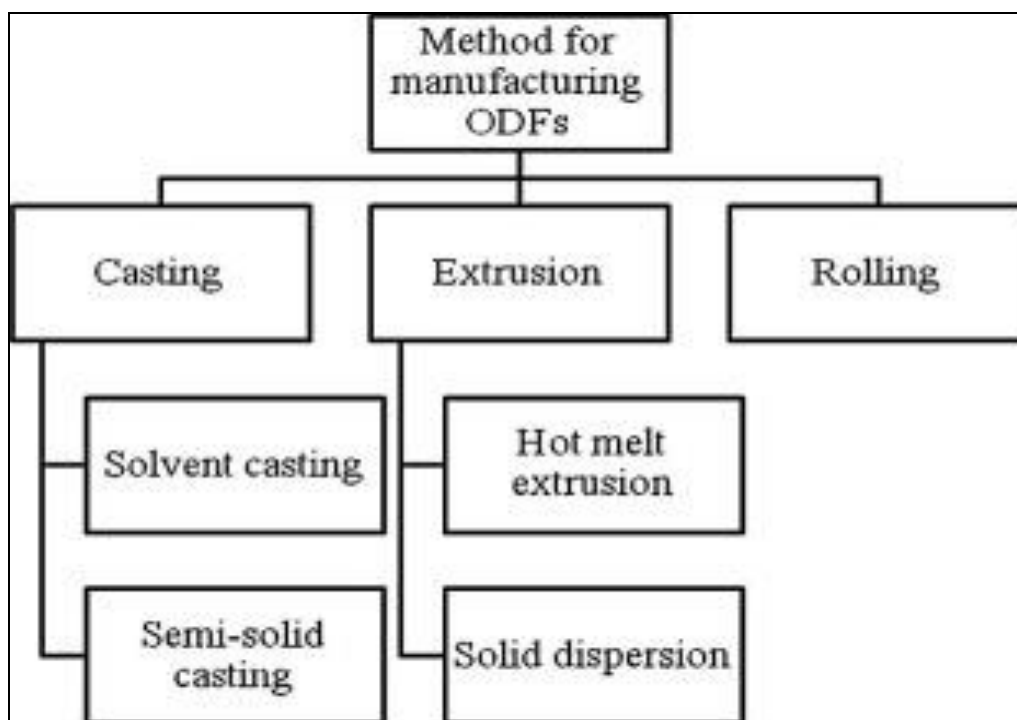 Method for
manufacturing
ODFs
Casting
Extrusion
Rolling
Solvent casting
Hot melt
extrusion
Semi-solid
casting
Solid dispersion